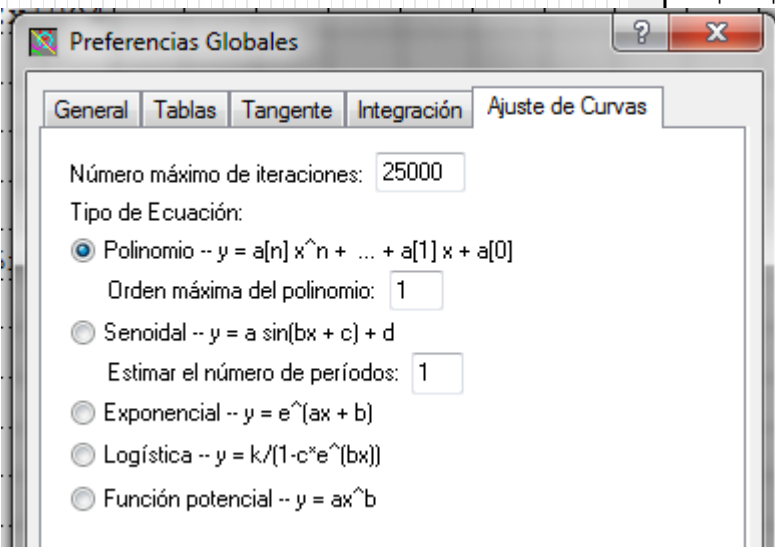 Preferencias Globales
General Tablas Tangente Integración Ajuste de Curvas
Número máximo de iteraciones: 25000
Tipo de Ecuación:
Polinomio -- y = a[n] x^n + ... + a[1] x + a[0]
Orden máxima del polinomio: 1
Senoidal -- y = a sin(bx + c) + d
Estimar el número de períodos: 1
Exponencial -- y = e^(ax + b)
Logística -- y = k/(1-c*e^(bx))
Función potencial -- y = ax^b